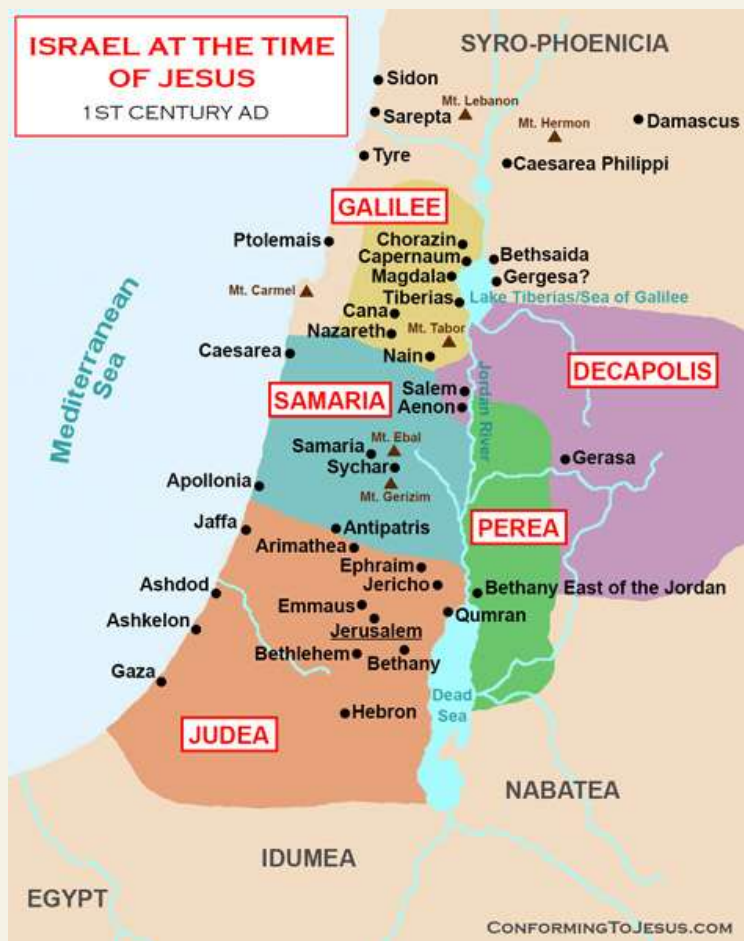 ISRAEL AT THE TIME
OF JESUS
1ST CENTURY AD
SYRO-PHOENICIA
Sidon
Mt. Lebanon
Sarepta
Mt. Hermon
Damascus
Tyre
Caesarea Philippi
GALILEE
Ptolemais
Chorazin
Capernaum
Bethsaida
Magdala
Gergesa?
Mt. Carmel
Tiberias
Lake Tiberias/Sea of Galilee
Cana
Nazareth
Mt. Tabor
Caesarea
Nain
Mediterranean
Sea
DECAPOLIS
Jordan River
SAMARIA
Salem
Aenon
Samaria
Mt. Ebal
Sychar
Gerasa
Mt. Gerizim
Apollonia
Jaffa
Antipatris
PEREA
Arimathea
Ephraim
Jericho
Ashdod
Bethany East of the Jordan
Emmaus
Qumran
Ashkelon
Jerusalem
Bethlehem
Bethany
Gaza
Dead
Sea
Hebron
JUDEA
NABATEA
IDUMEA
EGYPT
CONFORMINGTOJESUS.COM